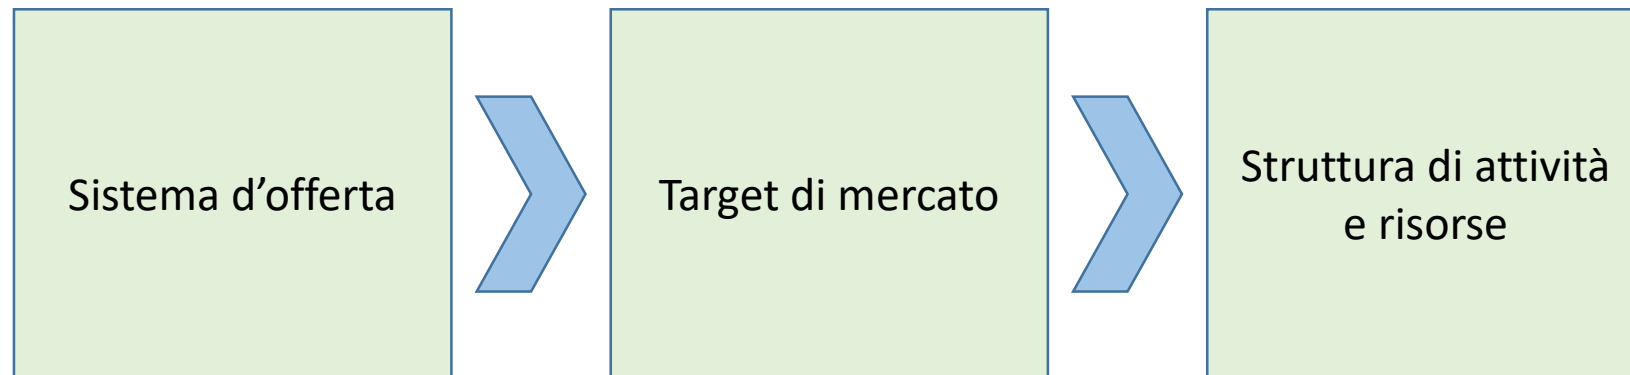 Sistema d’offerta
Target di mercato
Struttura di attività
e risorse